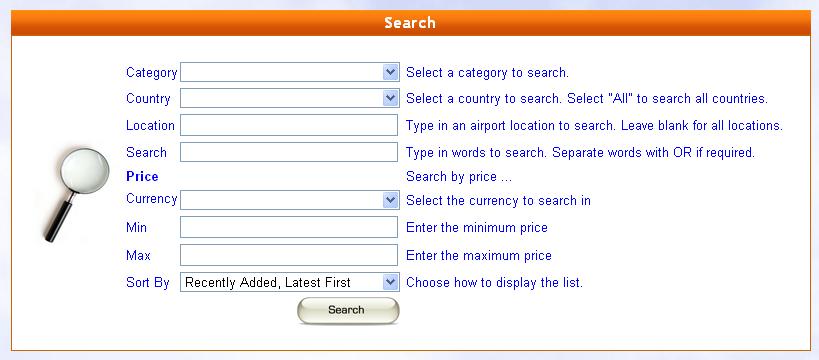 Search
Category Select a category to search.
Country Select a country to search. Select "All" to search all countries.
Location Type in an airport location to search. Leave blank for all locations.
Search Type in words to search. Separate words with OR if required.
Price Search by price ...
Currency Select the currency to search in
Min Enter the minimum price
Max Enter the maximum price
Sort By Recently Added, Latest First Choose how to display the list.
Search